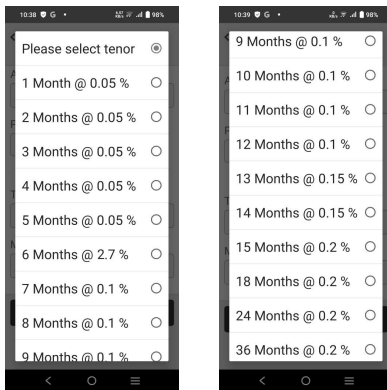 10:38 G
98%
Please select tenor
1 Month @ 0.05 %
2 Months @ 0.05 %
3 Months @ 0.05 %
4 Months @ 0.05 %
5 Months @ 0.05 %
6 Months @ 2.7 %
7 Months @ 0.1 %
8 Months @ 0.1 %
9 Months @ 0.1 %
10:39 G
98%
9 Months @ 0.1 %
10 Months @ 0.1 %
11 Months @ 0.1 %
12 Months @ 0.1 %
13 Months @ 0.15 %
14 Months @ 0.15 %
15 Months @ 0.2 %
18 Months @ 0.2 %
24 Months @ 0.2 %
36 Months @ 0.2 %